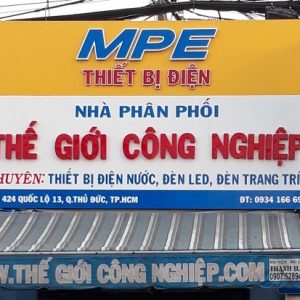 MPE
THIẾT BỊ ĐIỆN
NHÀ PHÂN PHỐI
THẾ GIỚI CÔNG NGHIỆP
CHUYÊN: THIẾT BỊ ĐIỆN NƯỚC, ĐÈN LED, ĐÈN TRANG TRÍ
424 QUỐC LỘ 13, Q.THỦ ĐỨC, TP.HCM
ĐT: 0934 166 69
W.THẾ GIỚI CÔNG NGHIỆP.COM